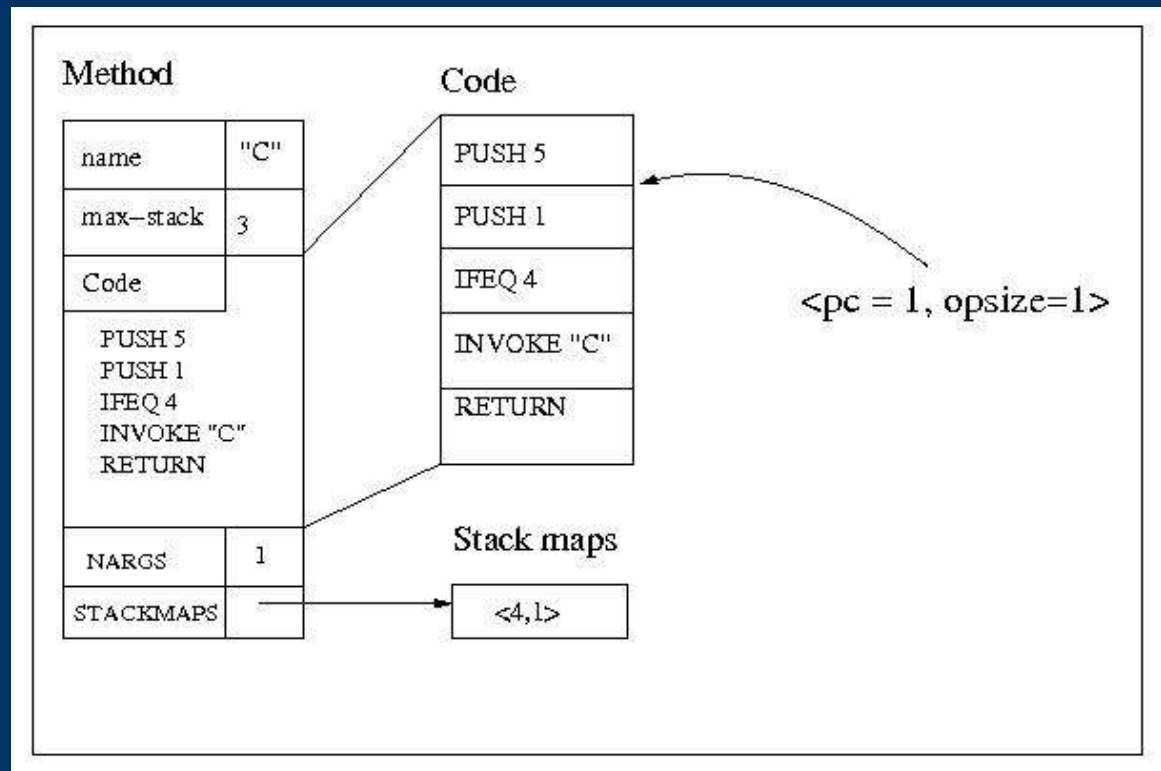 Method
name "C"
max-stack 3
Code
PUSH 5
PUSH 1
IFEQ 4
INVOKE "C"
RETURN
NARGS 1
STACKMAPS
Code
PUSH 5
PUSH 1
IFEQ 4
INVOKE "C"
RETURN
<pc = 1, opsize=1>
Stack maps
<4,1>